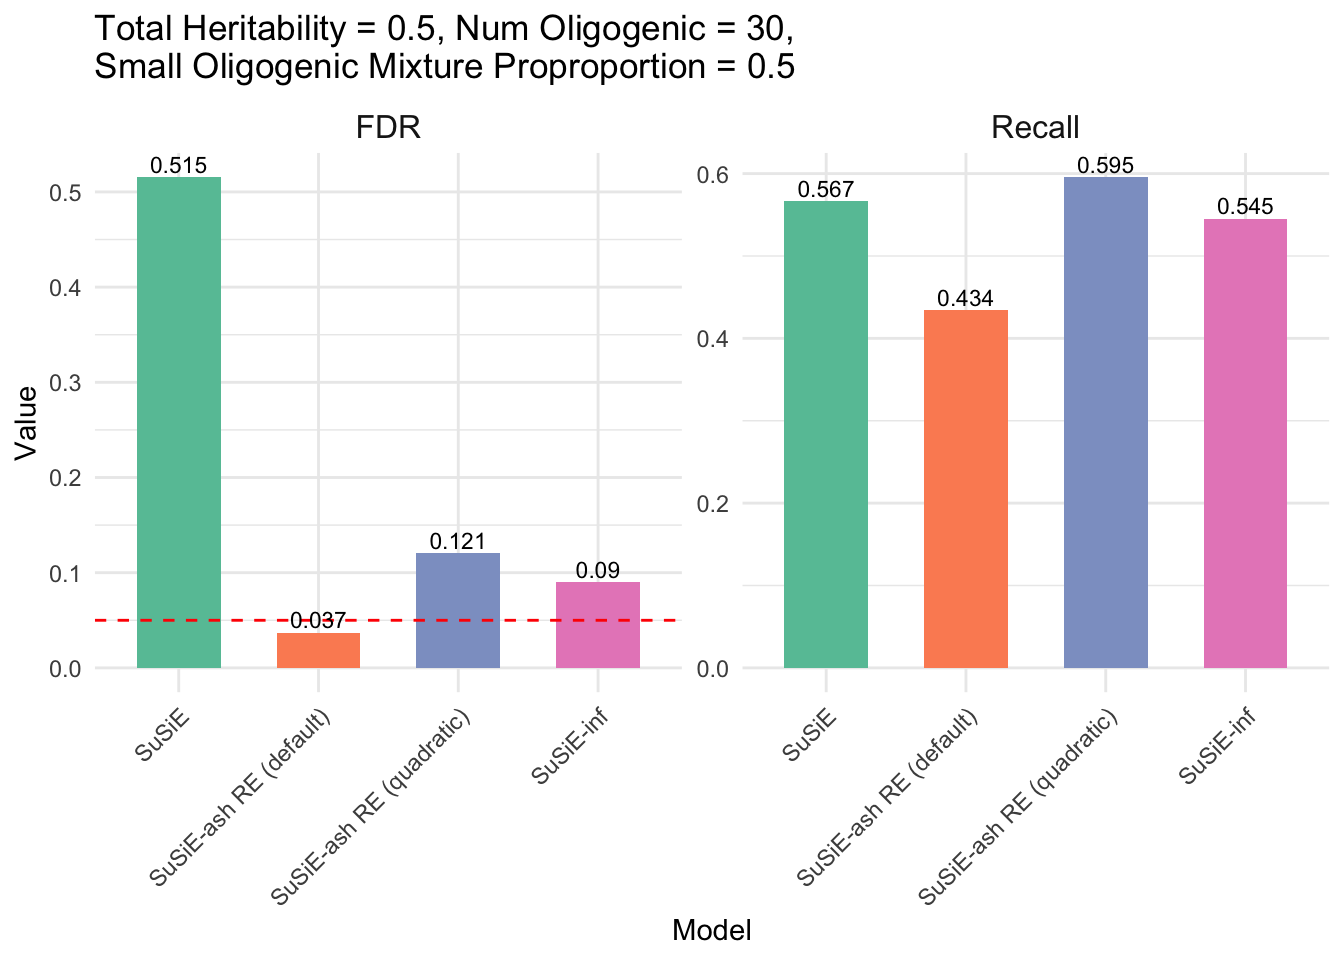 Total Heritability = 0.5, Num Oligogenic = 30,
Small Oligogenic Mixture Proproportion = 0.5
FDR
Recall
Value
0.5
0.4
0.3
0.2
0.1
0.0
0.515
0.037
0.121
0.09
0.6
0.4
0.2
0.0
0.567
0.434
0.595
0.545
SuSiE
SuSiE-ash RE (default)
SuSiE-ash RE (quadratic)
SuSiE-inf
SuSiE
SuSiE-ash RE (default)
SuSiE-ash RE (quadratic)
SuSiE-inf
Model